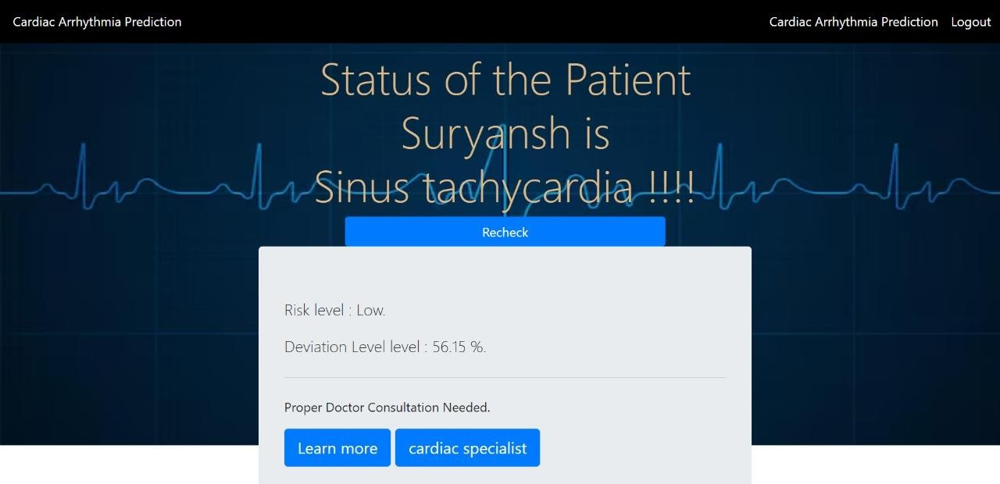 Cardiac Arrhythmia Prediction
Cardiac Arrhythmia Prediction Logout
Status of the Patient
Suryansh is
Sinus tachycardia !!!!
Recheck
Risk level : Low.
Deviation Level level : 56.15 %.
Proper Doctor Consultation Needed.
Learn more
cardiac specialist